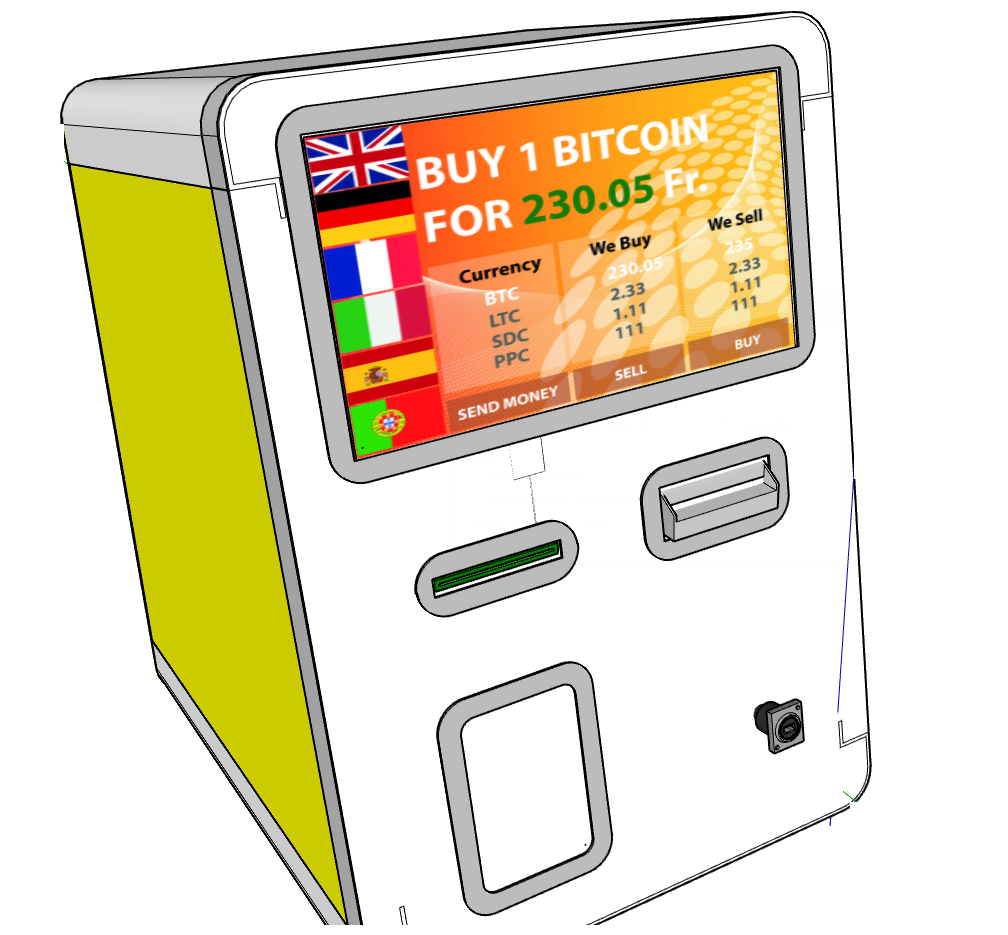 BUY 1 BITCOIN
FOR 230.05 Fr.
Currency We Buy We Sell
BTC 230.05 235
LTC 2.33 2.33
SDC 1.11 1.11
PPC 111 111
SEND MONEY SELL BUY